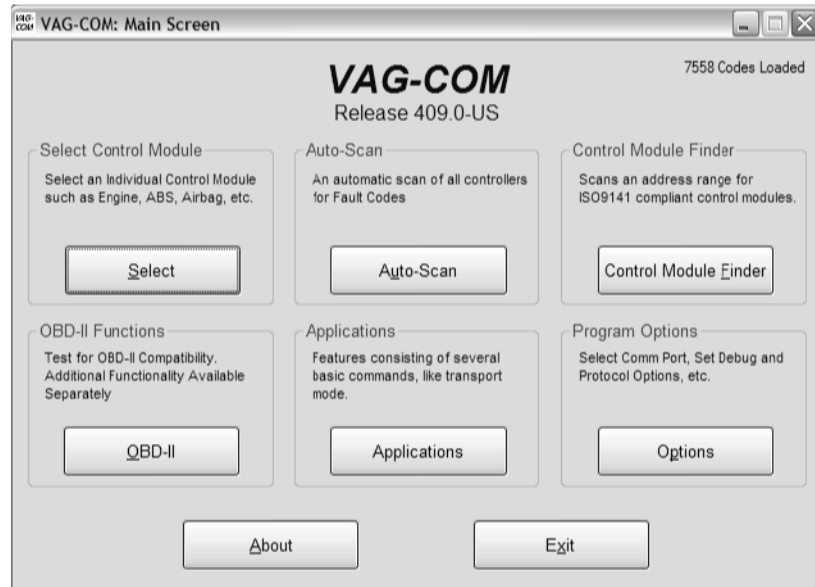 VAG-COM: Main Screen
VAG-COM
Release 409.0-US
7558 Codes Loaded
Select Control Module
Select an Individual Control Module
such as Engine, ABS, Airbag, etc.
Select
Auto-Scan
An automatic scan of all controllers
for Fault Codes
Auto-Scan
Control Module Finder
Scans an address range for
ISO9141 compliant control modules.
Control Module Finder
OBD-II Functions
Test for OBD-II Compatibility.
Additional Functionality Available
Separately
OBD-II
Applications
Features consisting of several
basic commands, like transport
mode.
Applications
Program Options
Select Comm Port, Set Debug and
Protocol Options, etc.
Options
About
Exit